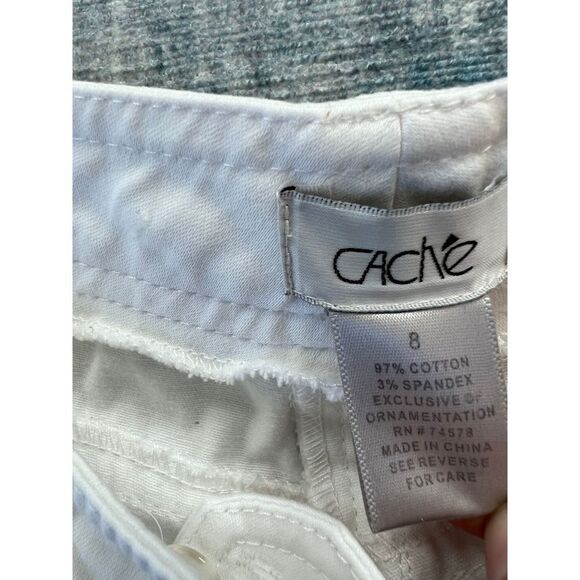 CAChé
8
97% COTTON
3% SPANDEX
EXCLUSIVE OF
ORNAMENTATION
RN # 74578
MADE IN CHINA
SEE REVERSE
FOR CARE